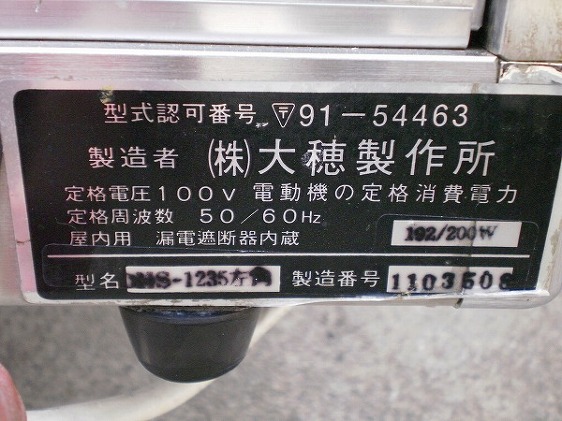 型式認可番号 〒91-54463
製造者 (株)大穂製作所
定格電圧100V 電動機の定格消費電力
定格周波数 50/60Hz 192/200W
屋内用 漏電遮断器内蔵
型名 製造番号 1103508